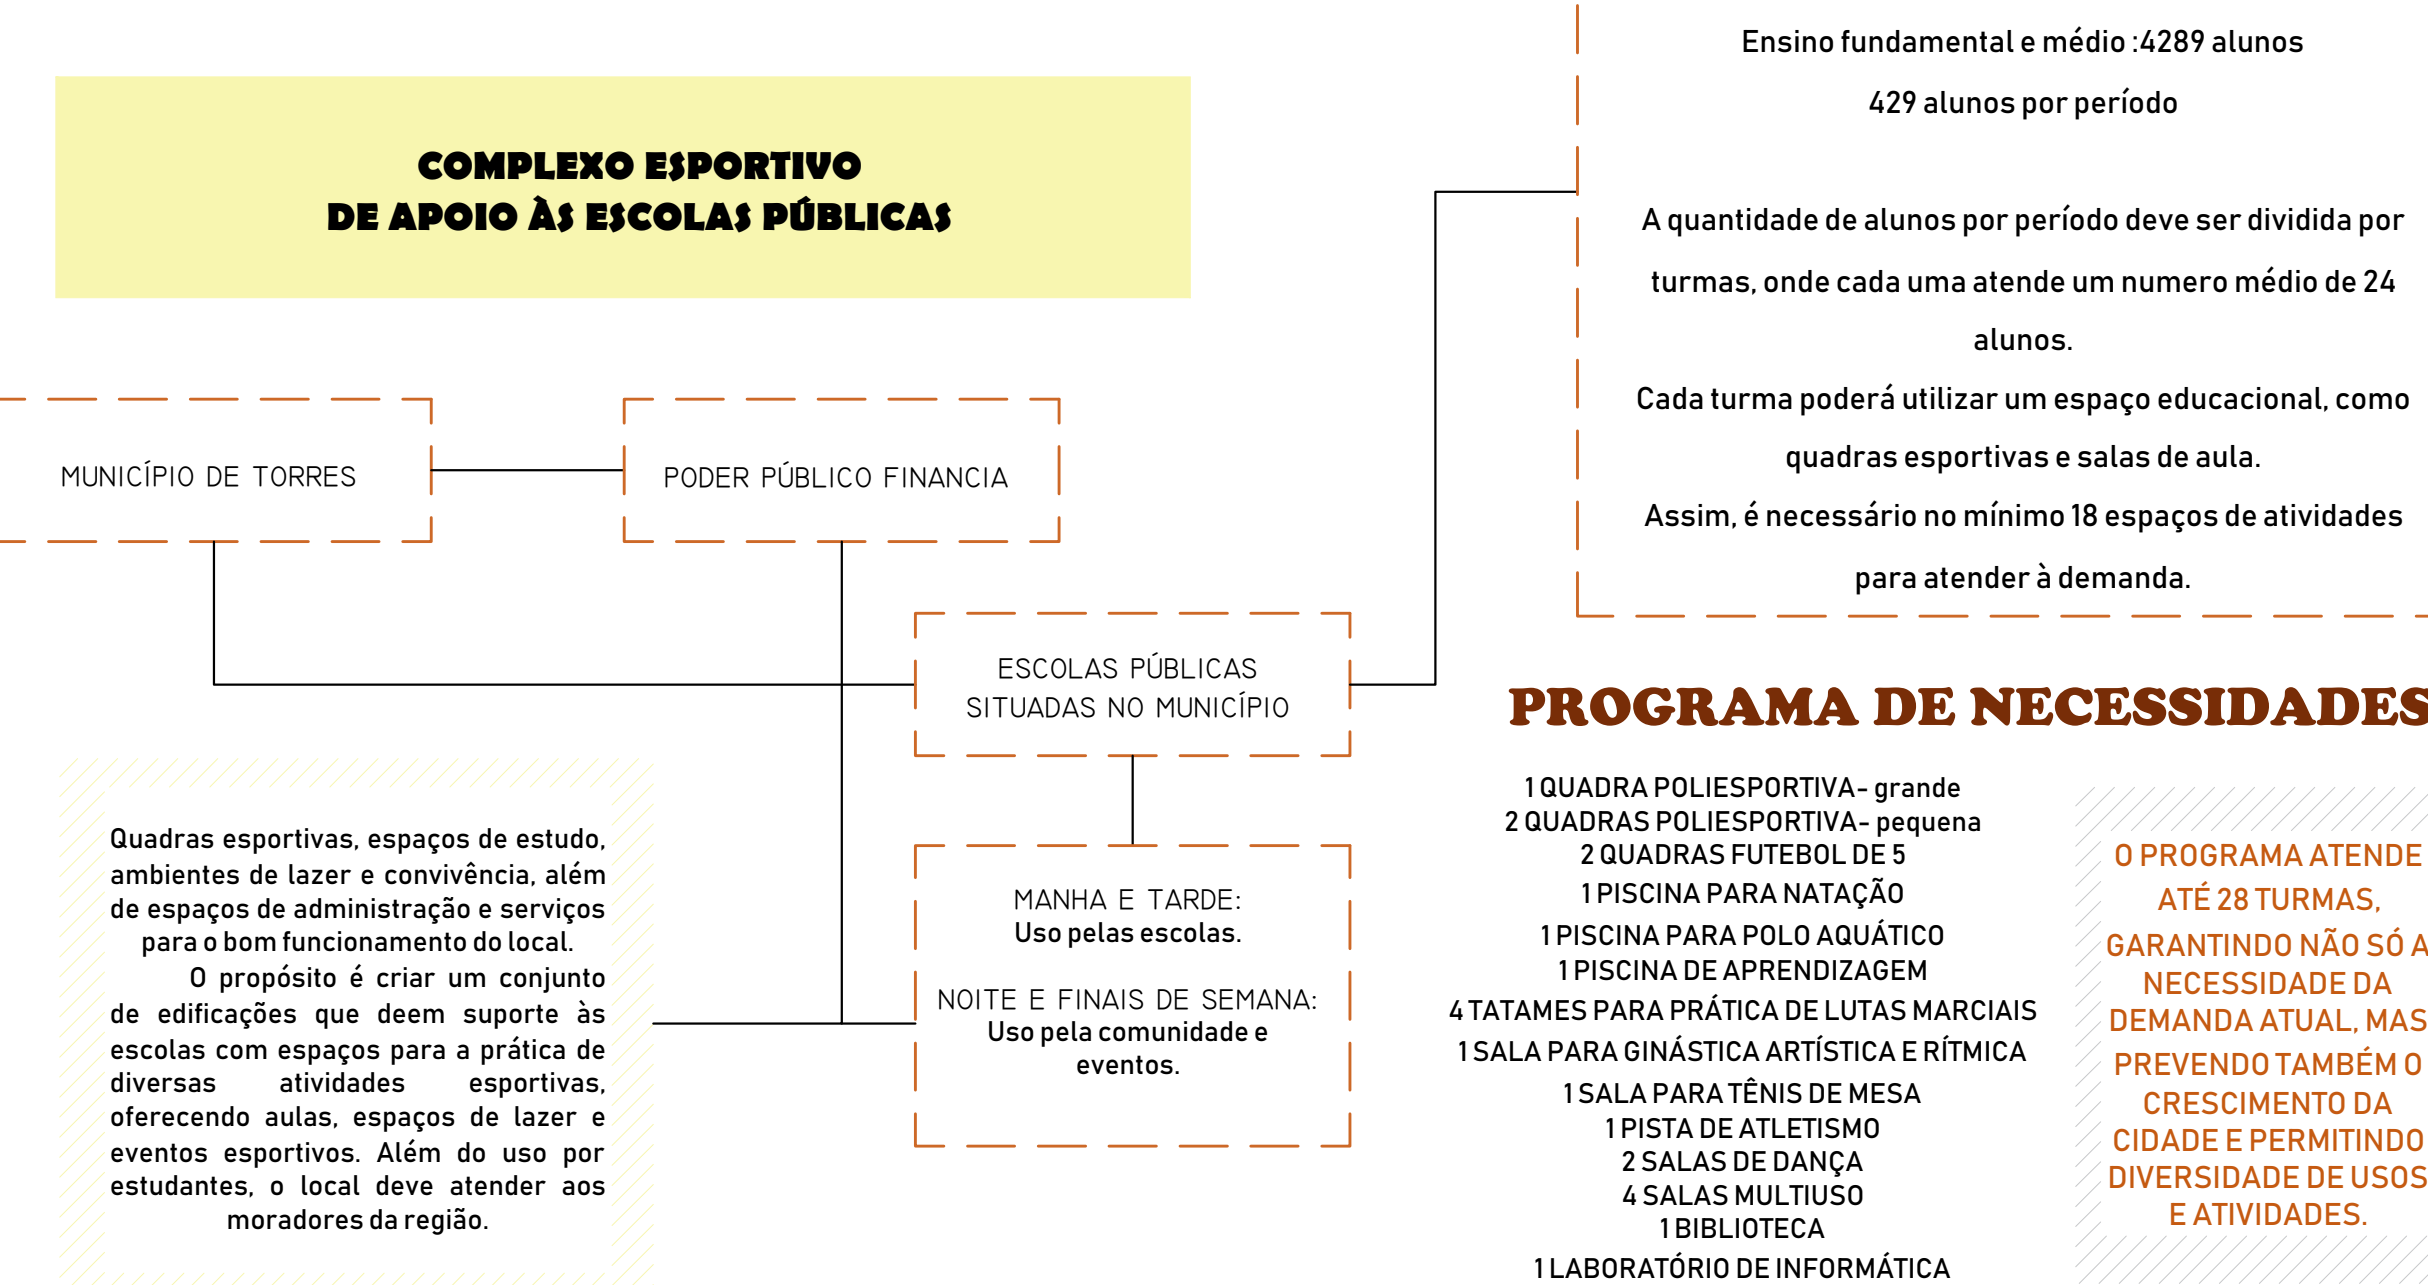 COMPLEXO ESPORTIVO
DE APOIO ÀS ESCOLAS PÚBLICAS
MUNICÍPIO DE TORRES
PODER PÚBLICO FINANCIA
ESCOLAS PÚBLICAS
SITUADAS NO MUNICÍPIO
MANHA E TARDE:
Uso pelas escolas.
NOITE E FINAIS DE SEMANA:
Uso pela comunidade e
eventos.
Quadras esportivas, espaços de estudo,
ambientes de lazer e convivência, além
de espaços de administração e serviços
para o bom funcionamento do local.
O propósito é criar um conjunto
de edificações que deem suporte às
escolas com espaços para a prática de
diversas atividades esportivas,
oferecendo aulas, espaços de lazer e
eventos esportivos. Além do uso por
estudantes, o local deve atender aos
moradores da região.
Ensino fundamental e médio :4289 alunos
429 alunos por período
A quantidade de alunos por período deve ser dividida por
turmas, onde cada uma atende um numero médio de 24
alunos.
Cada turma poderá utilizar um espaço educacional, como
quadras esportivas e salas de aula.
Assim, é necessário no mínimo 18 espaços de atividades
para atender à demanda.
PROGRAMA DE NECESSIDADES
1 QUADRA POLIESPORTIVA- grande
2 QUADRAS POLIESPORTIVA- pequena
2 QUADRAS FUTEBOL DE 5
1 PISCINA PARA NATAÇÃO
1 PISCINA PARA POLO AQUÁTICO
1 PISCINA DE APRENDIZAGEM
4 TATAMES PARA PRÁTICA DE LUTAS MARCIAIS
1 SALA PARA GINÁSTICA ARTÍSTICA E RÍTMICA
1 SALA PARA TÊNIS DE MESA
1 PISTA DE ATLETISMO
2 SALAS DE DANÇA
4 SALAS MULTIUSO
1 BIBLIOTECA
1 LABORATÓRIO DE INFORMÁTICA
O PROGRAMA ATENDE
ATÉ 28 TURMAS,
GARANTINDO NÃO SÓ A
NECESSIDADE DA
DEMANDA ATUAL, MAS
PREVENDO TAMBÉM O
CRESCIMENTO DA
CIDADE E PERMITINDO
DIVERSIDADE DE USOS
E ATIVIDADES.